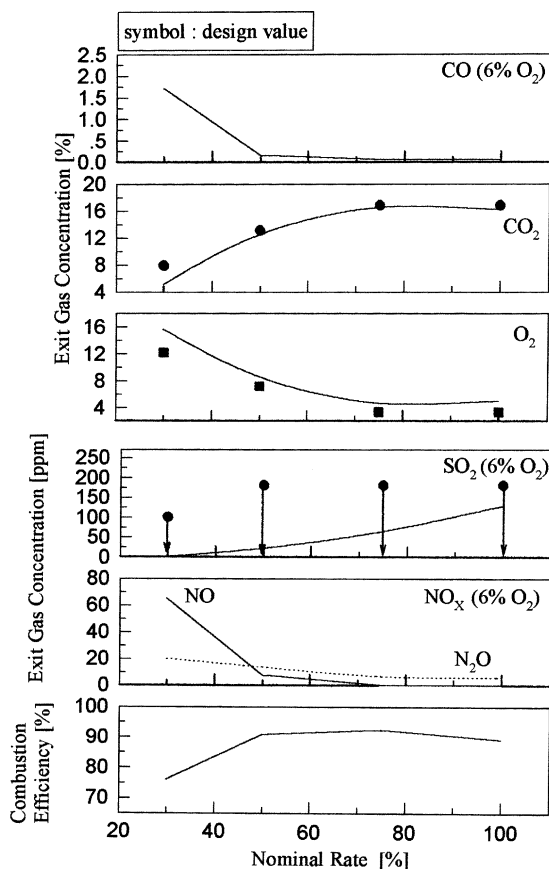 symbol : design value
Exit Gas Concentration [%]
CO (6% O2)
2.5
2.0
1.5
1.0
.5
0.0
CO2
20
16
12
8
4
O2
16
12
8
4
Exit Gas Concentration [ppm]
SO2 (6% O2)
250
200
150
100
50
0
NO
NOX (6% O2)
N2O
80
60
40
20
0
Combustion
Efficiency [%]
100
90
80
70
20 40 60 80 100
Nominal Rate [%]